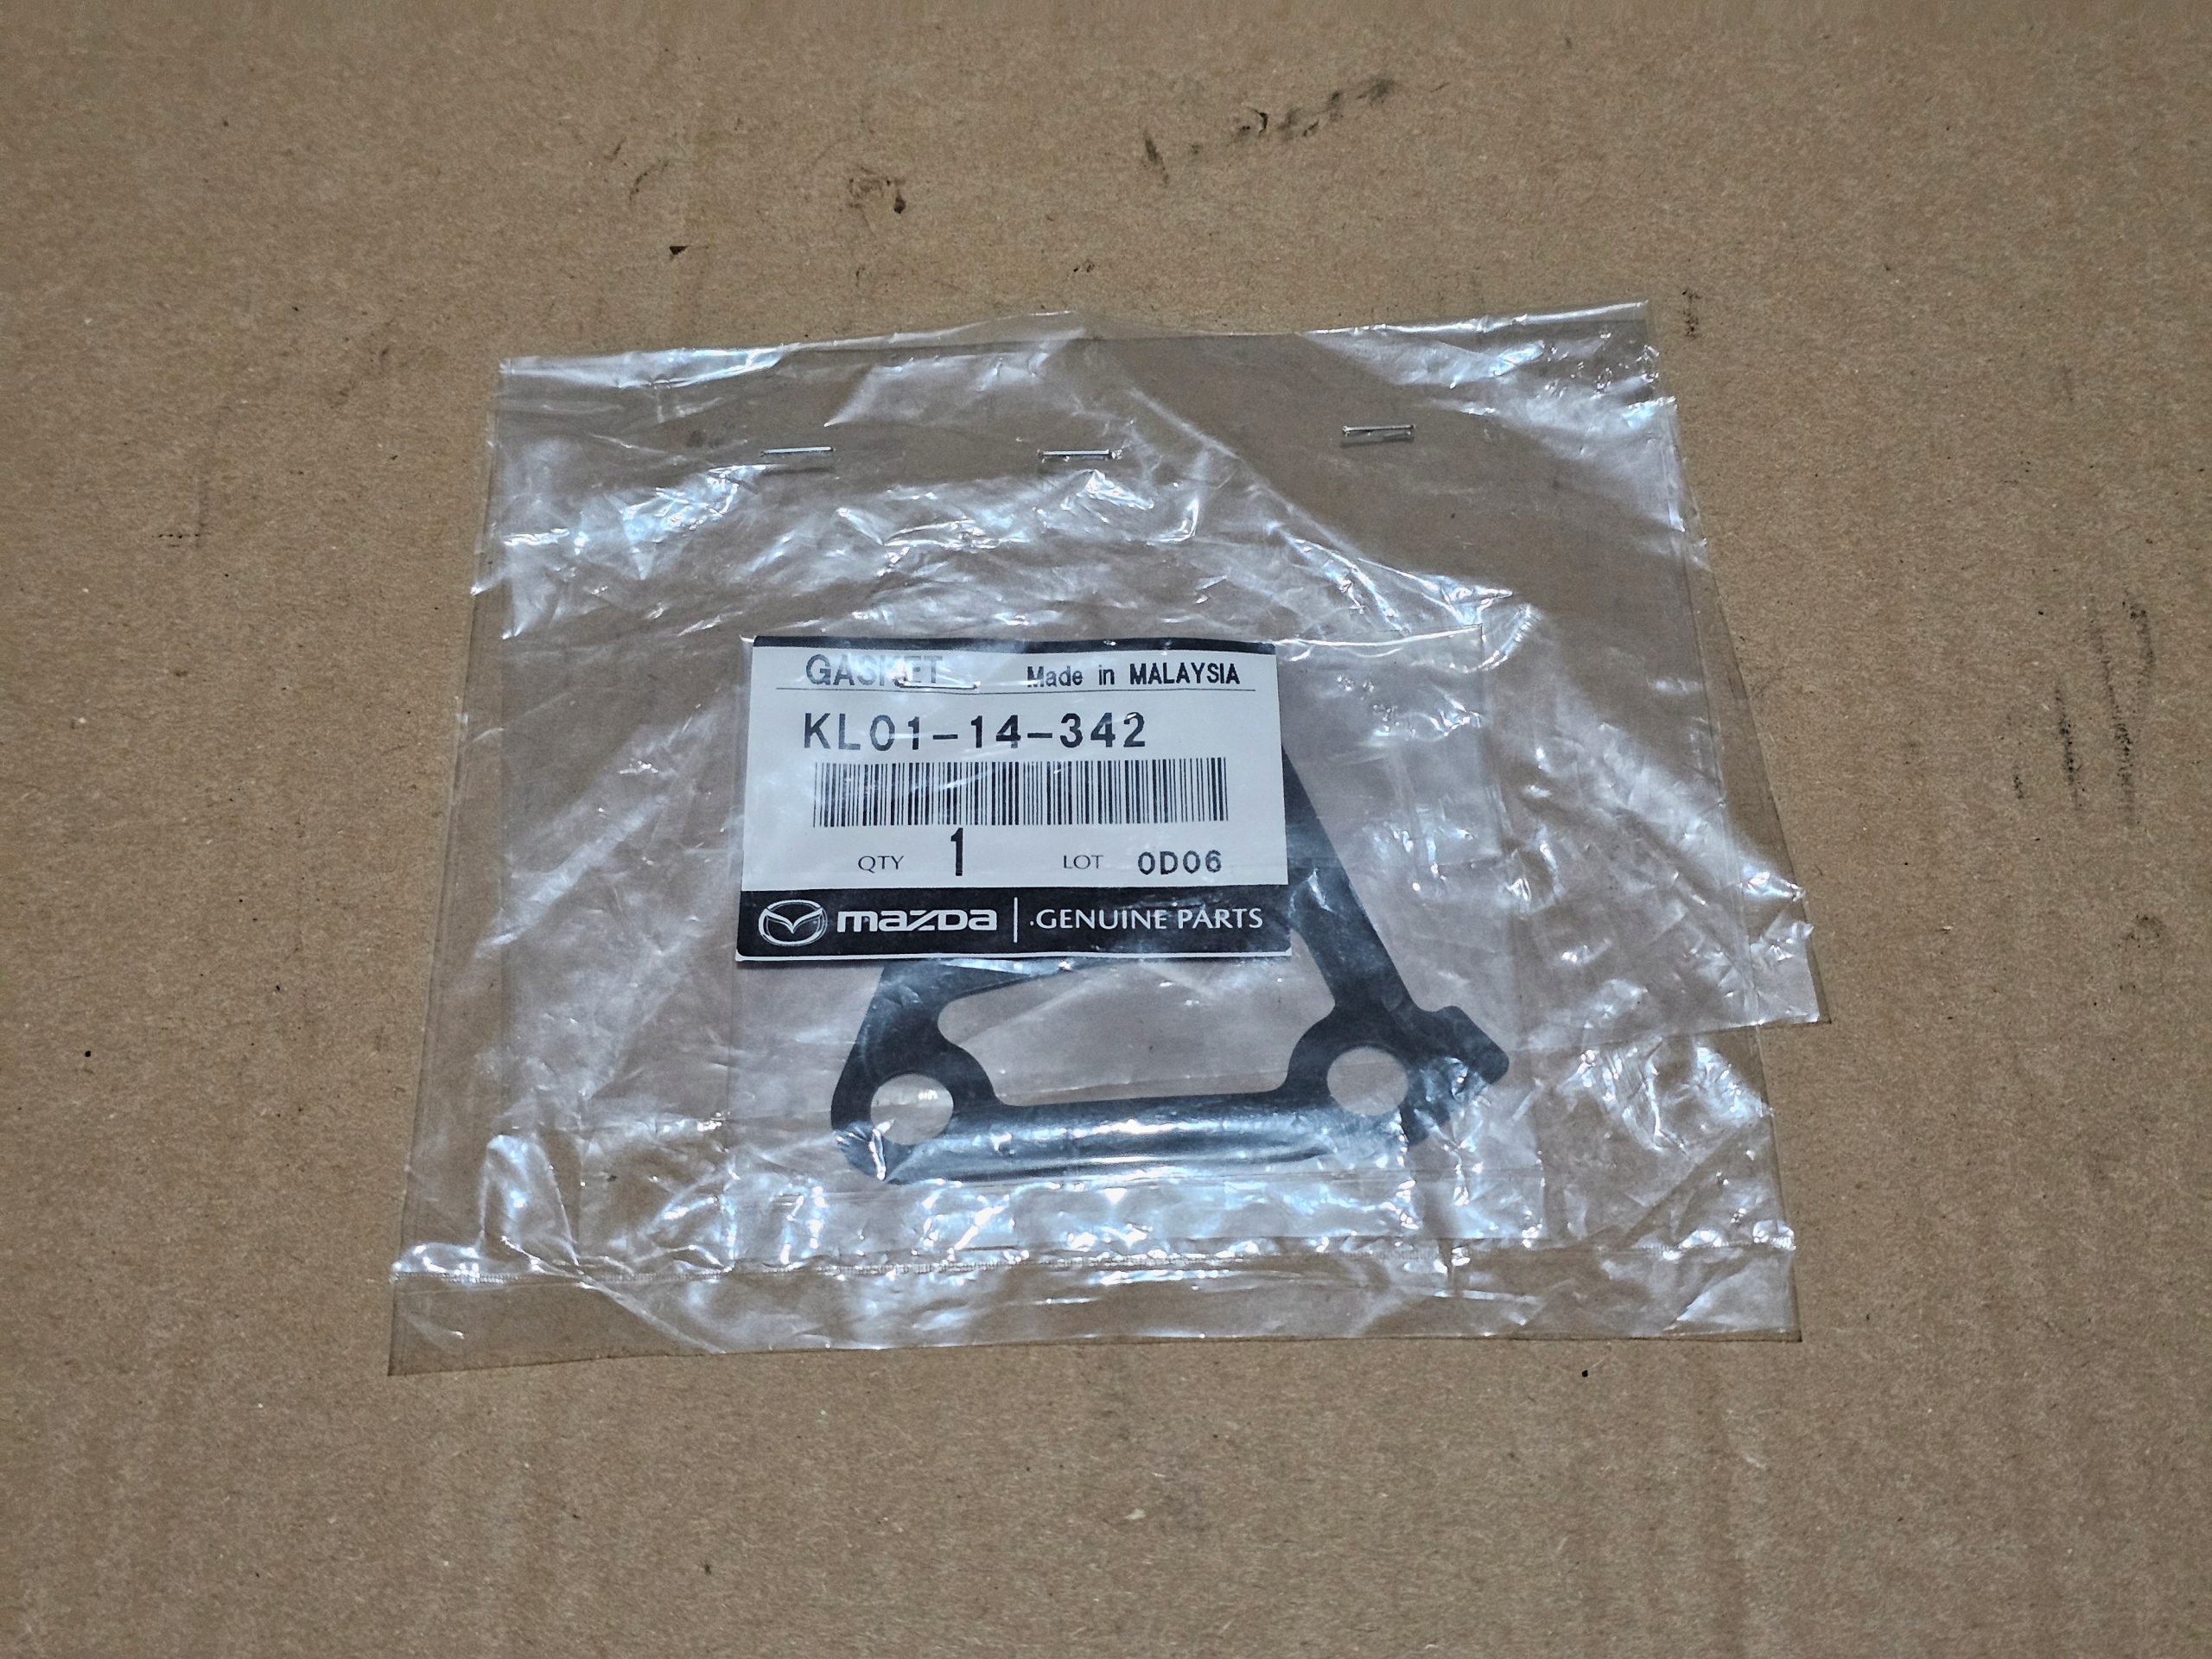 GASKET Made in MALAYSIA
KL01-14-342
QTY 1 LOT 0D06
mazda GENUINE PARTS